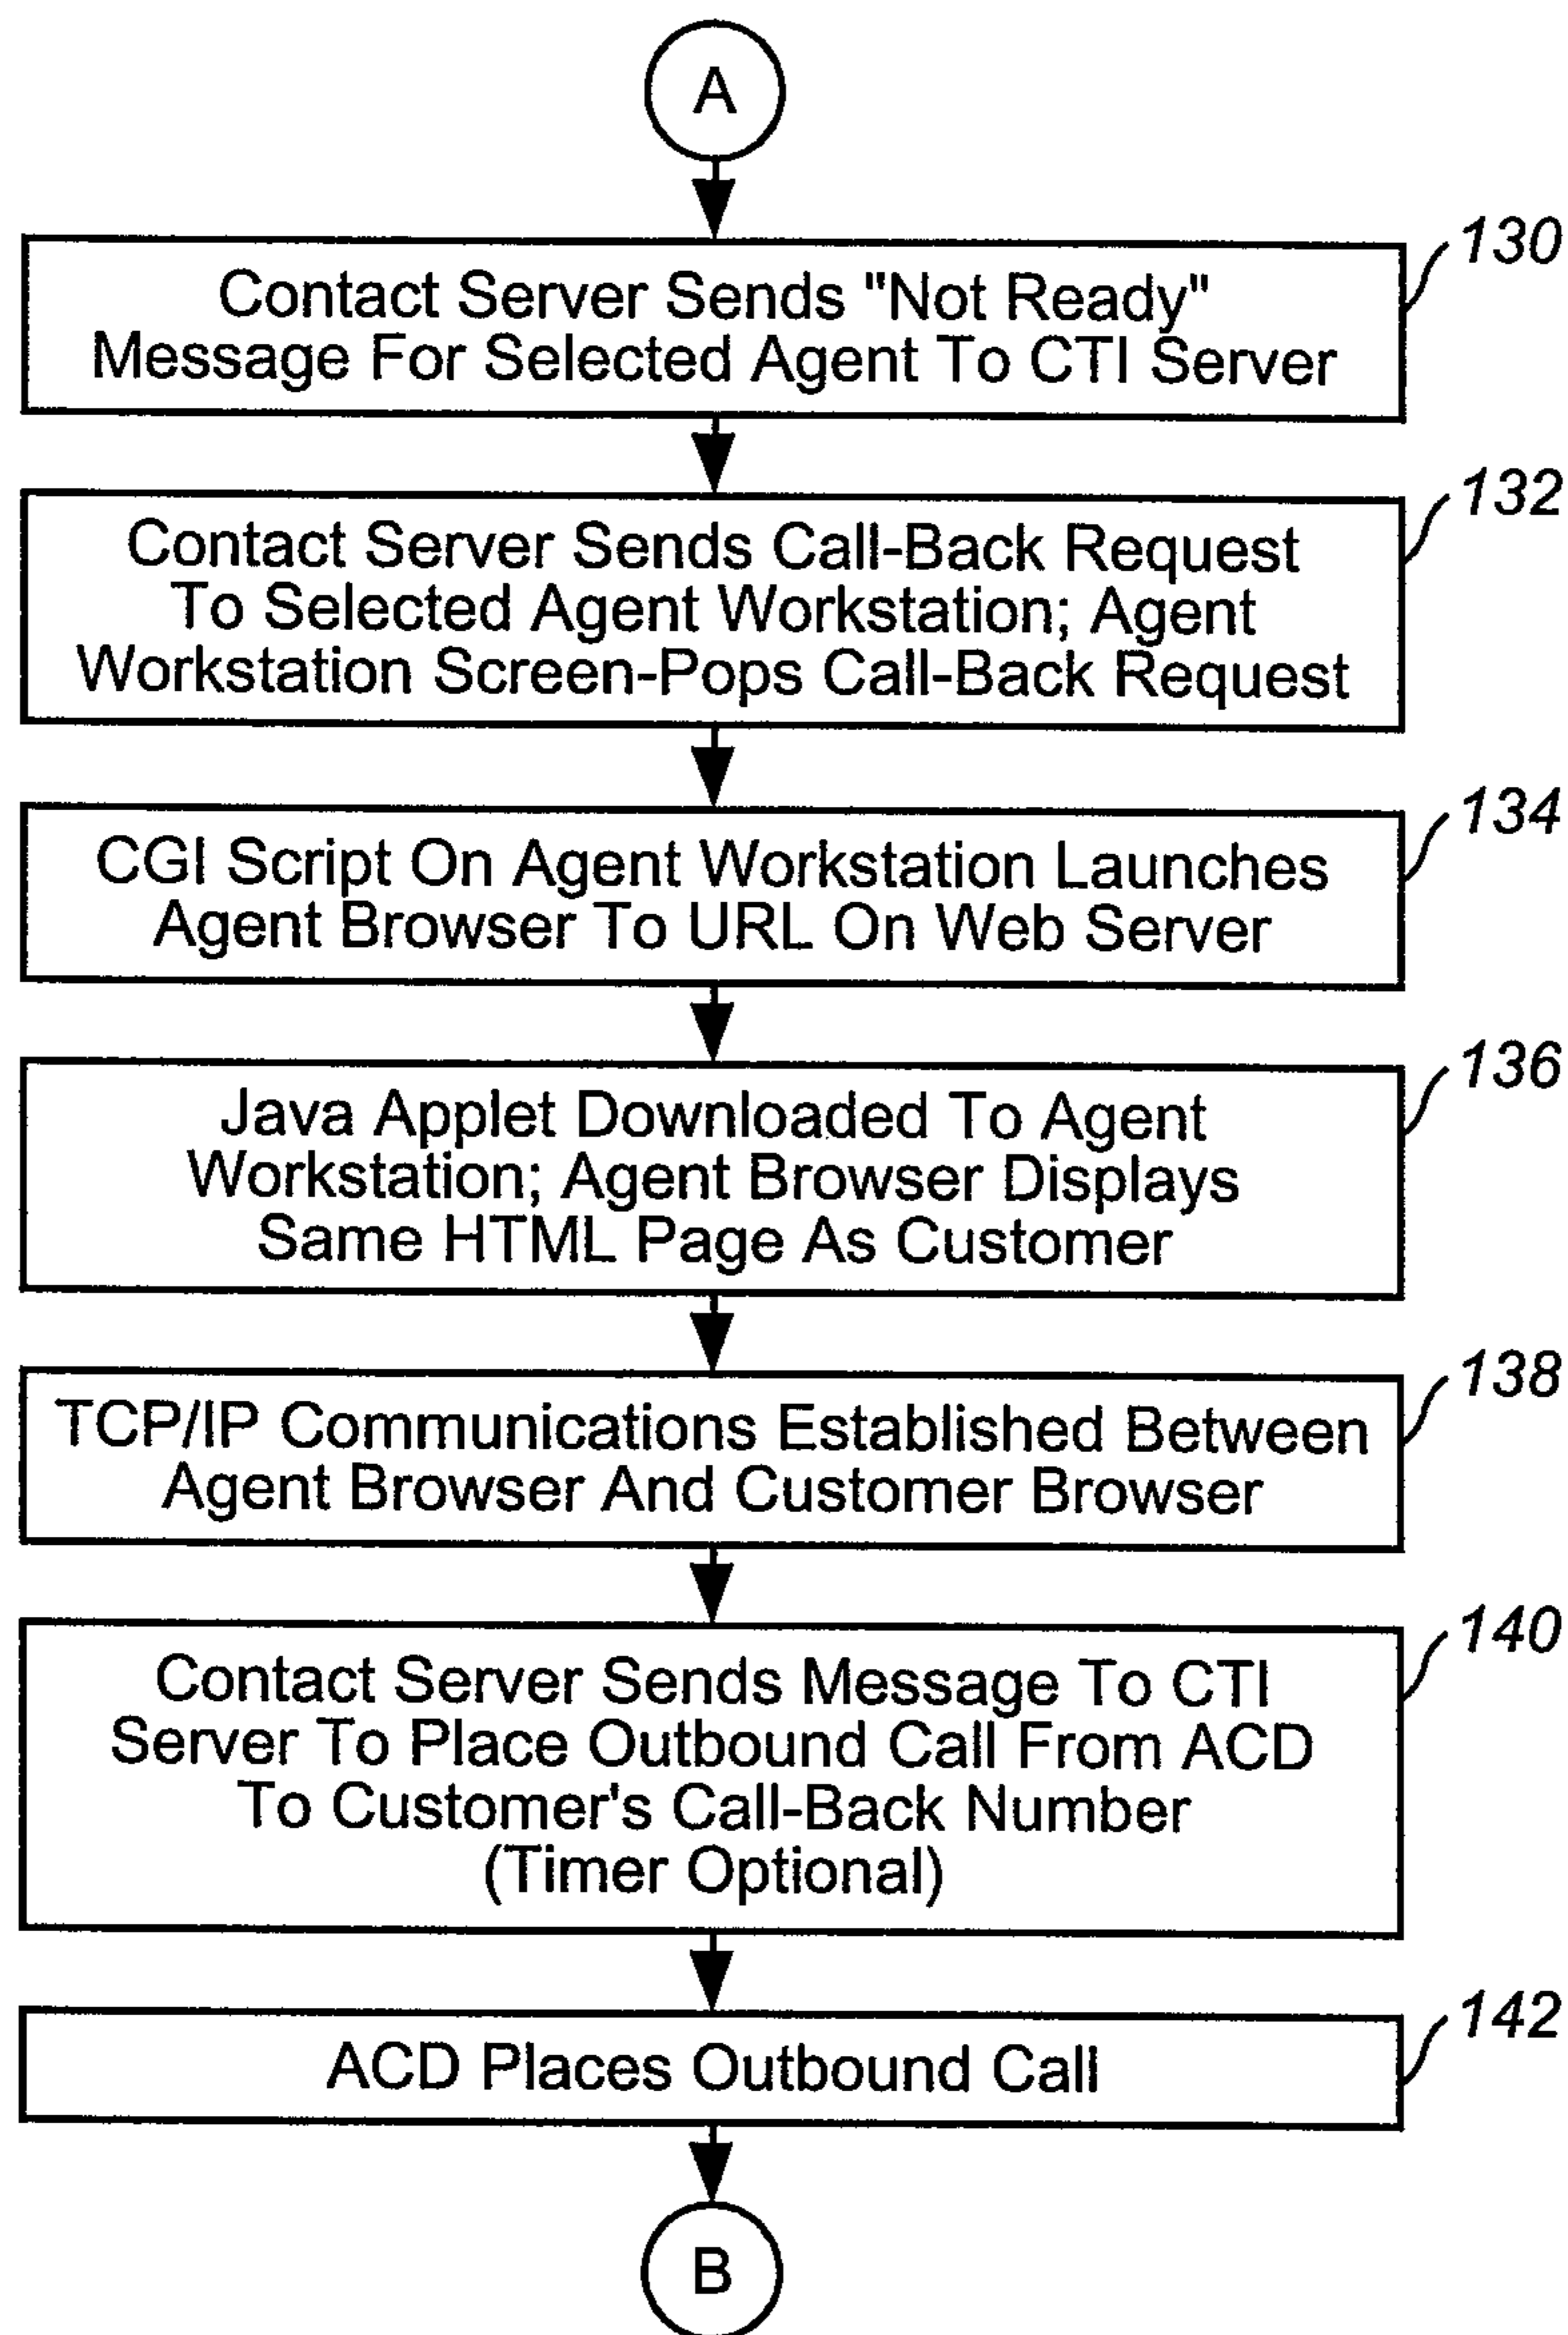 A
130
Contact Server Sends "Not Ready"
Message For Selected Agent To CTI Server
132
Contact Server Sends Call-Back Request
To Selected Agent Workstation; Agent
Workstation Screen-Pops Call-Back Request
134
CGI Script On Agent Workstation Launches
Agent Browser To URL On Web Server
136
Java Applet Downloaded To Agent
Workstation; Agent Browser Displays
Same HTML Page As Customer
138
TCP/IP Communications Established Between
Agent Browser And Customer Browser
140
Contact Server Sends Message To CTI
Server To Place Outbound Call From ACD
To Customer's Call-Back Number
(Timer Optional)
142
ACD Places Outbound Call
B